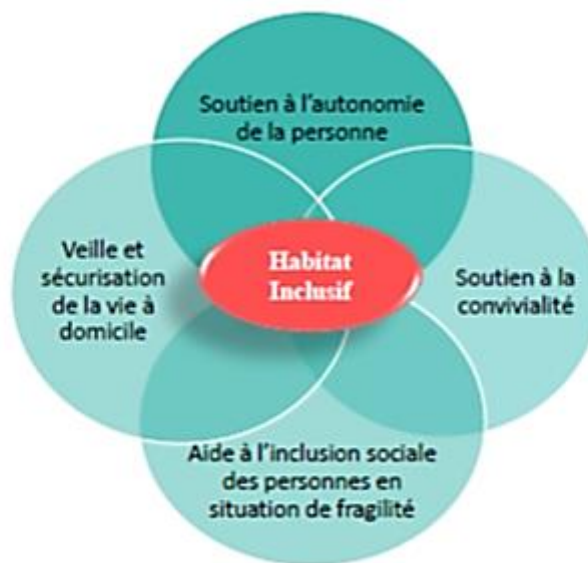 Soutien à l'autonomie
de la personne
Veille et
sécurisation
de la vie à
domicile
Habitat
Inclusif
Soutien à la
convivialité
Aide à l'inclusion sociale
des personnes en
situation de fragilité